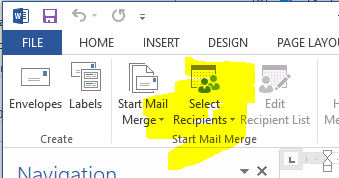 FILE HOME INSERT DESIGN PAGE LAYOU
Envelopes Labels Start Mail Merge Select Recipients Edit Recipient List
Create Start Mail Merge
Navigation
L